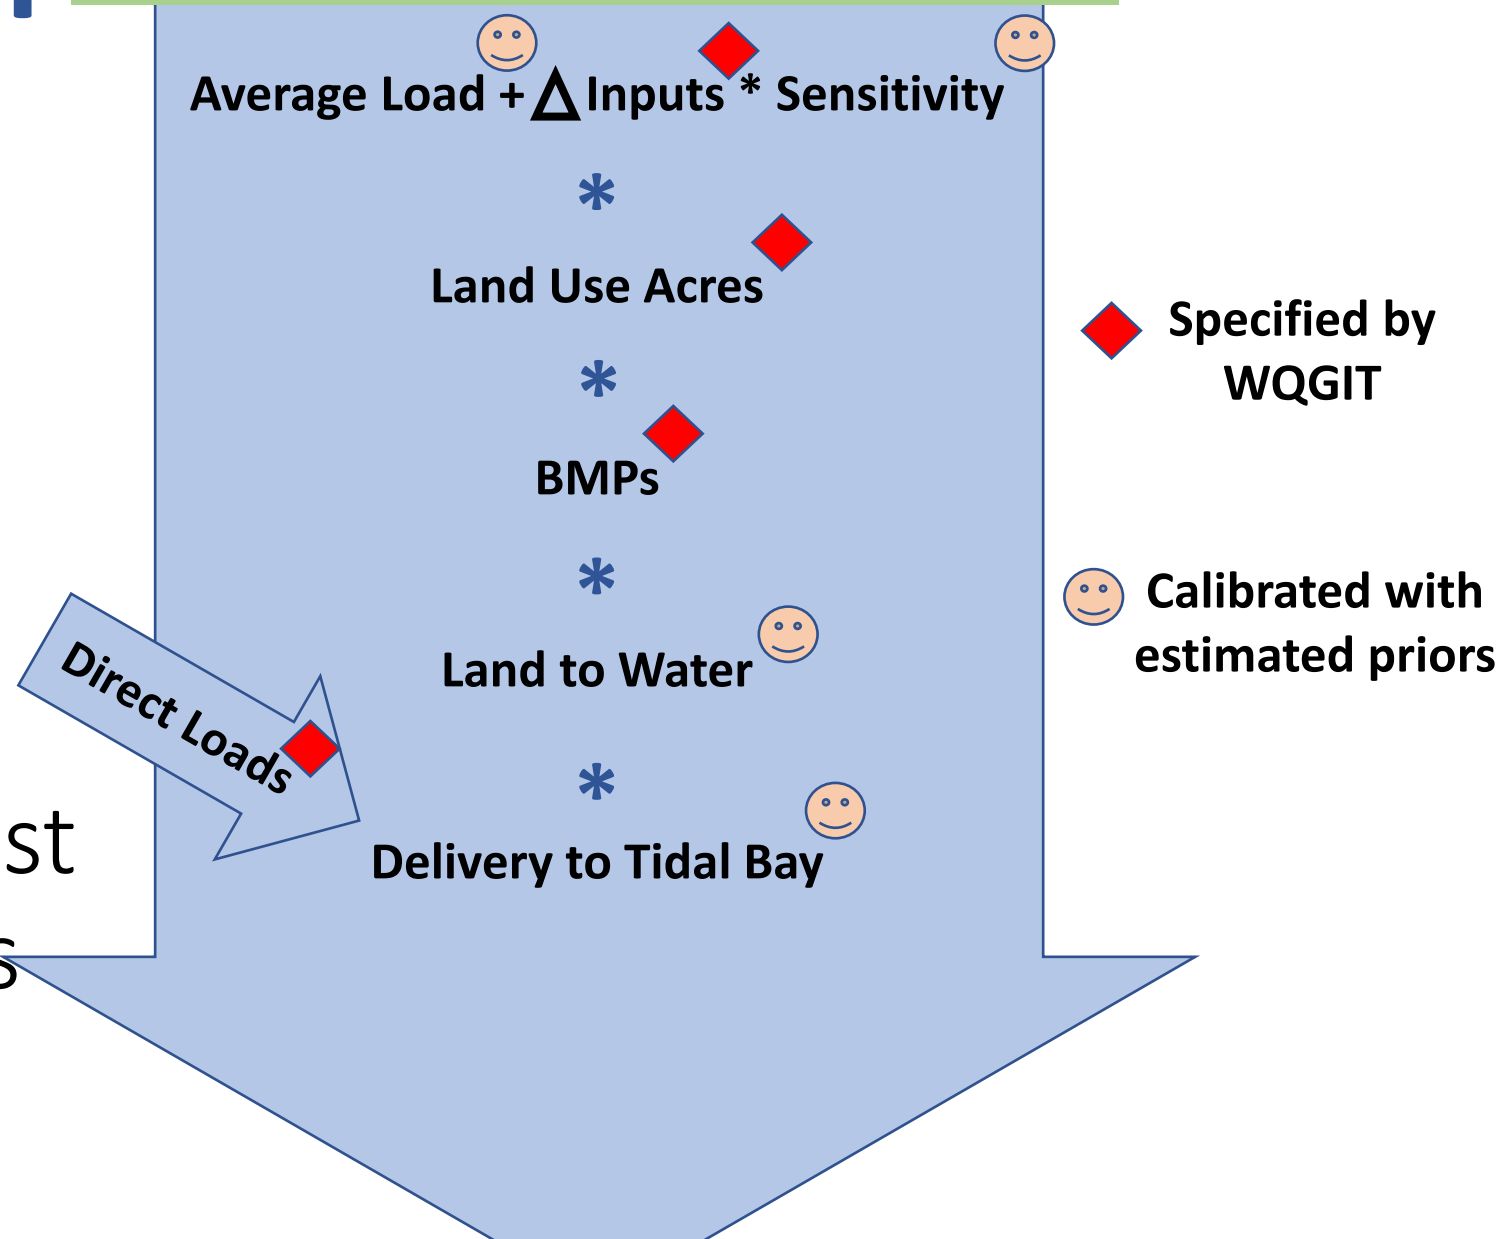 Average Load + Δ Inputs * Sensitivity
*
Land Use Acres
*
BMPs
*
Land to Water
*
Delivery to Tidal Bay
Direct Loads
Specified by
WQGIT
Calibrated with
estimated priors
st
s